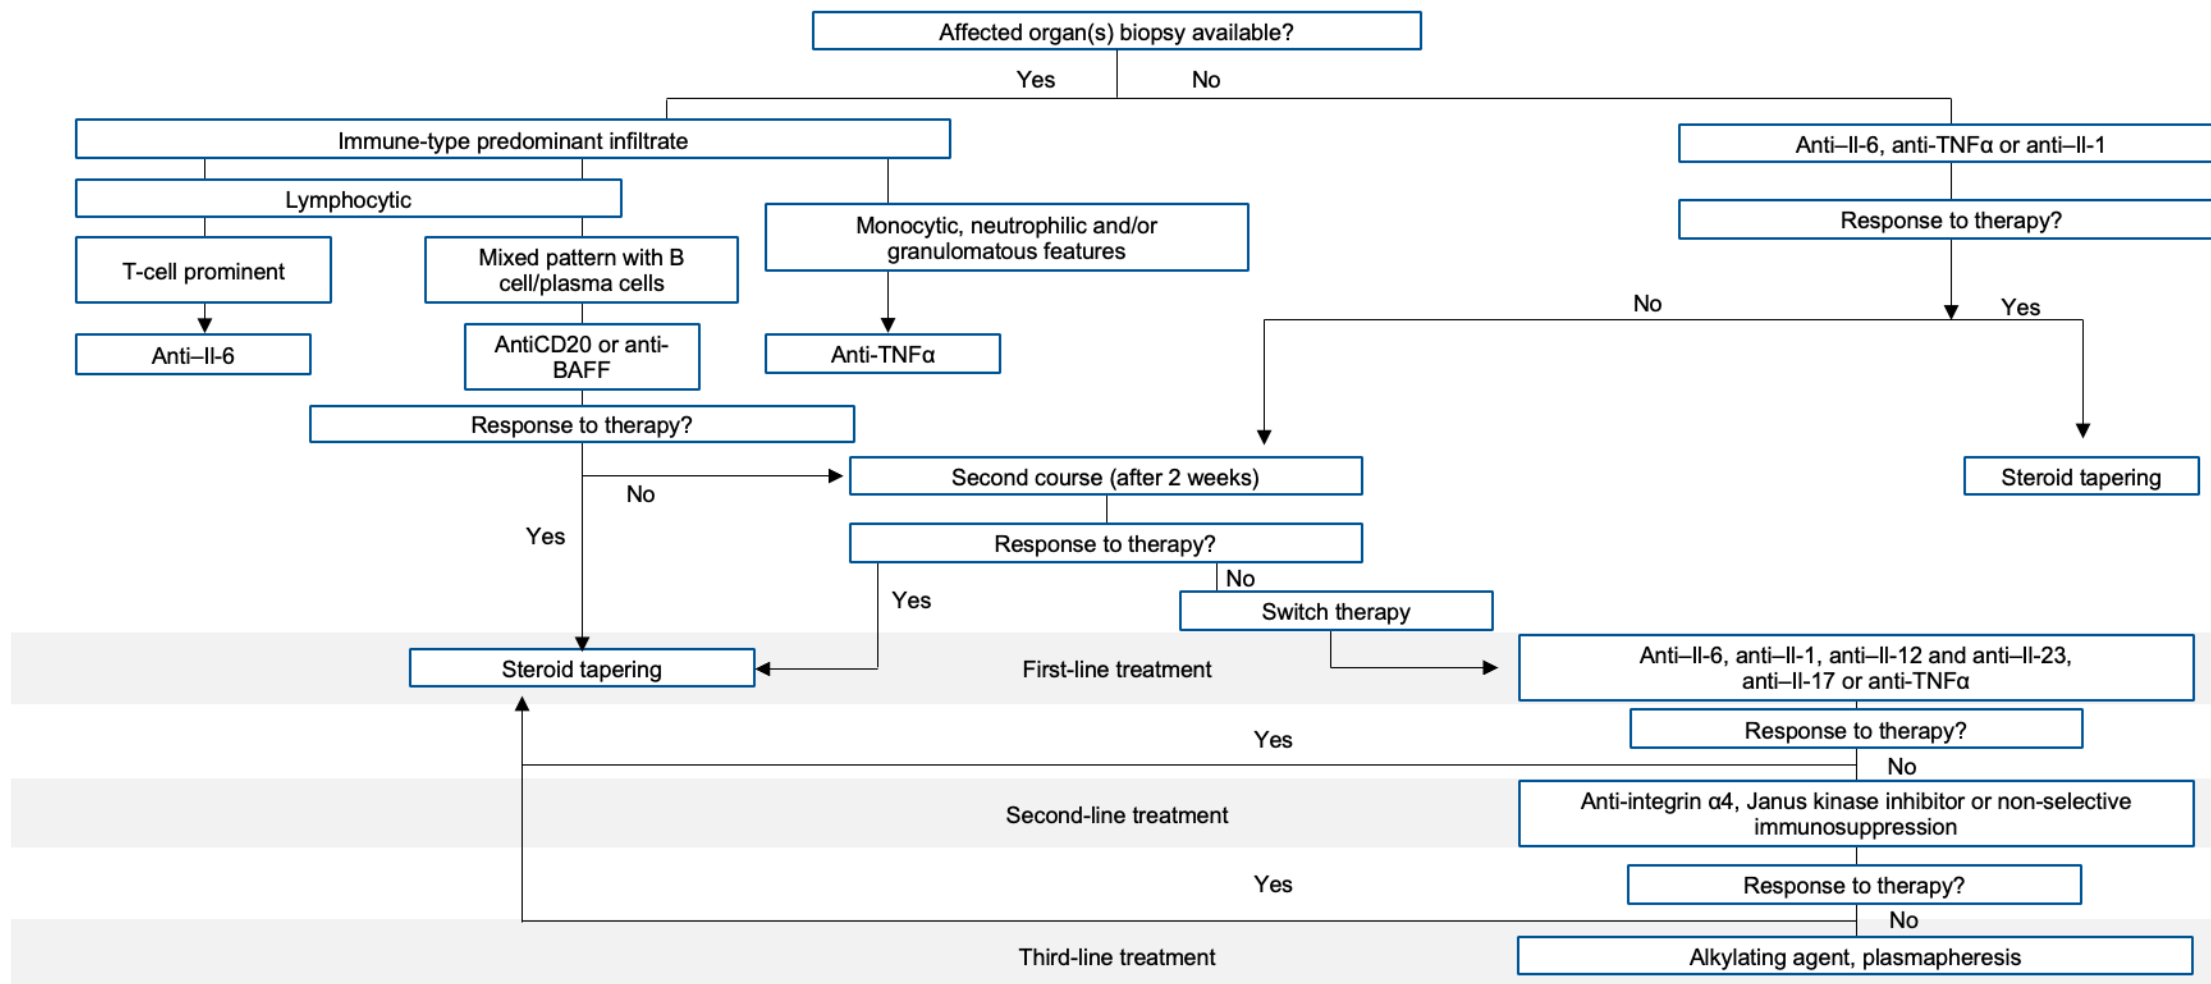 Affected organ(s) biopsy available?
Yes
No
Immune-type predominant infiltrate
Anti–Il-6, anti-TNFα or anti–Il-1
Lymphocytic
Monocytic, neutrophilic and/or
granulomatous features
Response to therapy?
T-cell prominent
Mixed pattern with B
cell/plasma cells
No
Yes
Anti–Il-6
AntiCD20 or anti-
BAFF
Anti-TNFα
Response to therapy?
Second course (after 2 weeks)
Steroid tapering
No
Yes
Response to therapy?
No
Yes
Switch therapy
Steroid tapering
First-line treatment
Anti–Il-6, anti–Il-1, anti–Il-12 and anti–Il-23,
anti–Il-17 or anti-TNFα
Response to therapy?
Yes
No
Second-line treatment
Anti-integrin α4, Janus kinase inhibitor or non-selective
immunosuppression
Response to therapy?
Yes
No
Third-line treatment
Alkylating agent, plasmapheresis